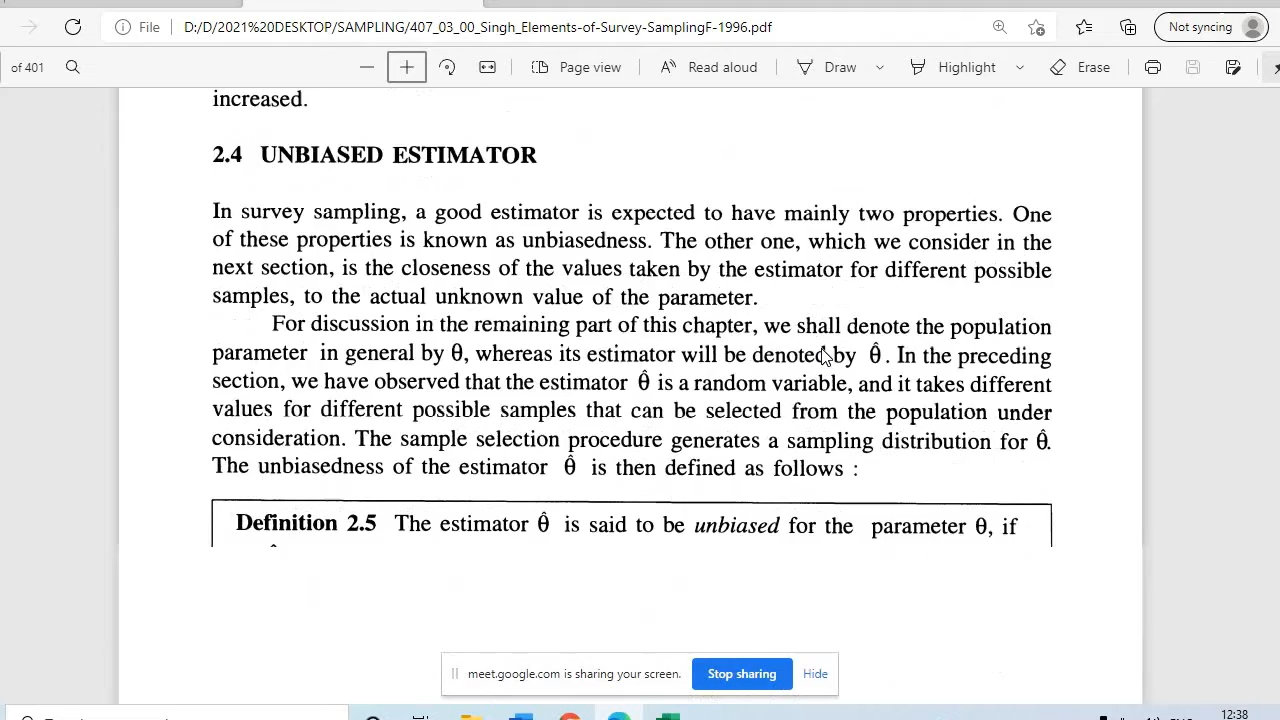 File D:/D/2021%20DESKTOP/SAMPLING/407_03_00_Singh_Elements-of-Survey-SamplingF-1996.pdf Not syncing
of 401 Page view Read aloud Draw Highlight Erase
increased.
2.4 UNBIASED ESTIMATOR
In survey sampling, a good estimator is expected to have mainly two properties. One
of these properties is known as unbiasedness. The other one, which we consider in the
next section, is the closeness of the values taken by the estimator for different possible
samples, to the actual unknown value of the parameter.
For discussion in the remaining part of this chapter, we shall denote the population
parameter in general by θ, whereas its estimator will be denoted by θ̂. In the preceding
section, we have observed that the estimator θ̂ is a random variable, and it takes different
values for different possible samples that can be selected from the population under
consideration. The sample selection procedure generates a sampling distribution for θ̂.
The unbiasedness of the estimator θ̂ is then defined as follows :
Definition 2.5 The estimator θ̂ is said to be unbiased for the parameter θ, if
meet.google.com is sharing your screen. Stop sharing Hide
12:38